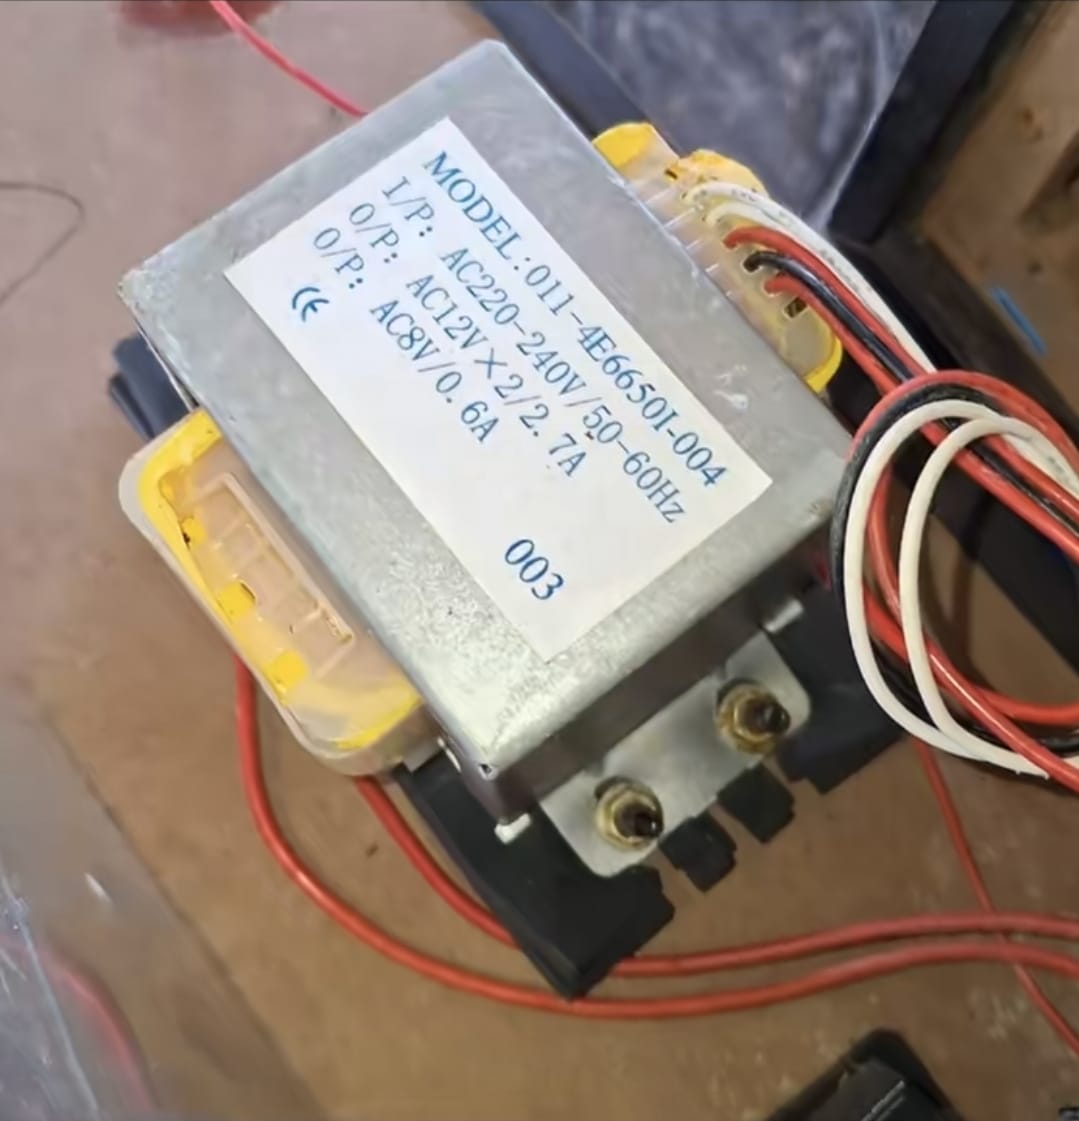 MODEL:011-4E6650I-004
I/P: AC220-240V/50-60Hz
O/P: AC12V×2/2.7A
O/P: AC8V/0.6A
CE
003